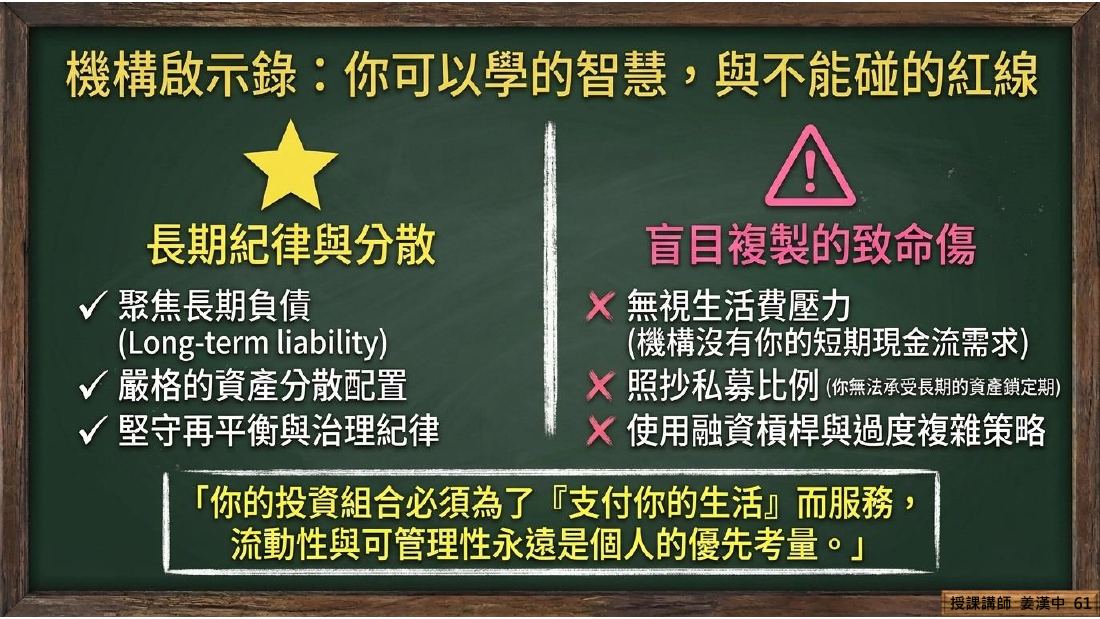 機構啟示錄：你可以學的智慧，與不能碰的紅線
長期紀律與分散
✓ 聚焦長期負債
(Long-term liability)
✓ 嚴格的資產分散配置
✓ 堅守再平衡與治理紀律
盲目複製的致命傷
✗ 無視生活費壓力
(機構沒有你的短期現金流需求)
✗ 照抄私募比例 (你無法承受長期的資產鎖定期)
✗ 使用融資槓桿與過度複雜策略
「你的投資組合必須為了『支付你的生活』而服務，
流動性與可管理性永遠是個人的優先考量。」
授課講師 姜漢中 61